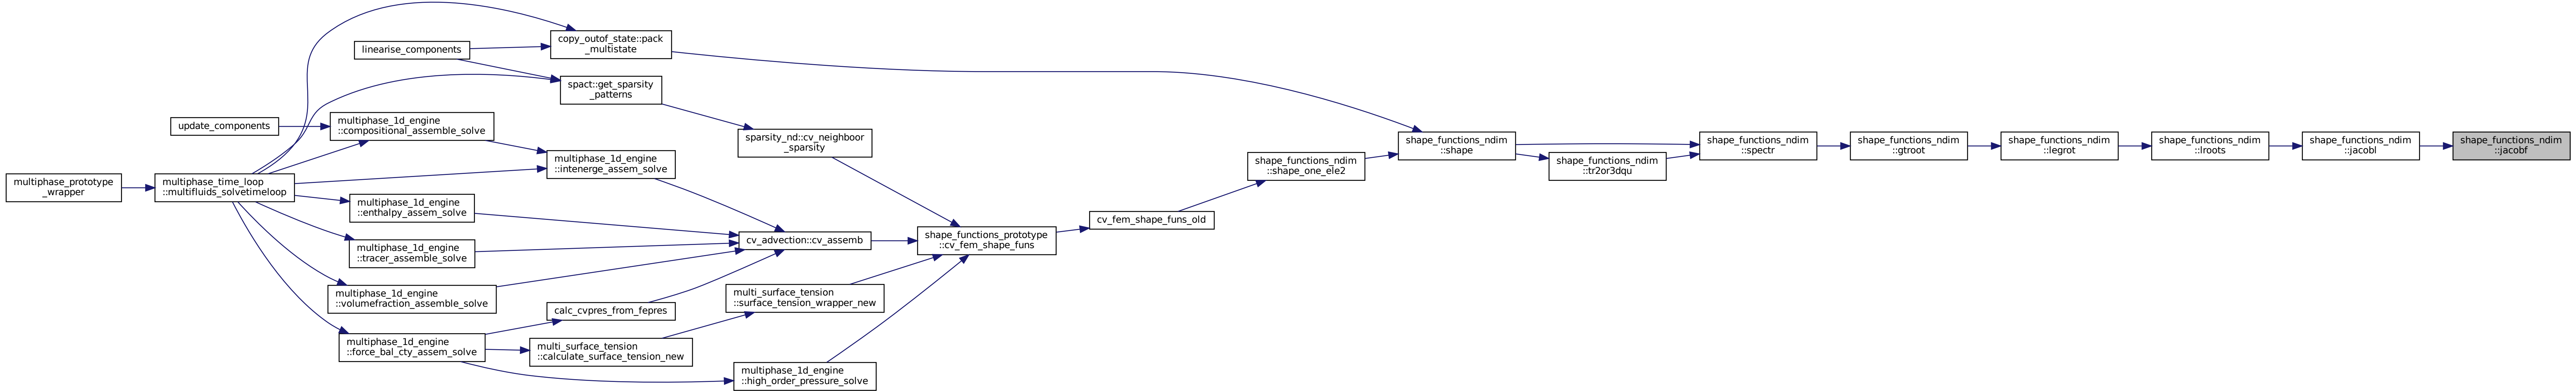 multiphase_prototype
_wrapper
multiphase_time_loop
::multifluids_solvetimeloop
update_components
linearise_components
multiphase_1d_engine
::compositional_assemble_solve
multiphase_1d_engine
::enthalpy_assem_solve
multiphase_1d_engine
::tracer_assemble_solve
multiphase_1d_engine
::volumefraction_assemble_solve
multiphase_1d_engine
::force_bal_cty_assem_solve
copy_outof_state::pack
_multistate
spact::get_sparsity
_patterns
multiphase_1d_engine
::intenerge_assem_solve
calc_cvpres_from_fepres
multi_surface_tension
::calculate_surface_tension_new
sparsity_nd::cv_neighboor
_sparsity
cv_advection::cv_assemb
multi_surface_tension
::surface_tension_wrapper_new
multiphase_1d_engine
::high_order_pressure_solve
shape_functions_prototype
::cv_fem_shape_funs
cv_fem_shape_funs_old
shape_functions_ndim
::shape_one_ele2
shape_functions_ndim
::shape
shape_functions_ndim
::tr2or3dqu
shape_functions_ndim
::spectr
shape_functions_ndim
::gtroot
shape_functions_ndim
::legrot
shape_functions_ndim
::lroots
shape_functions_ndim
::jacobl
shape_functions_ndim
::jacobf